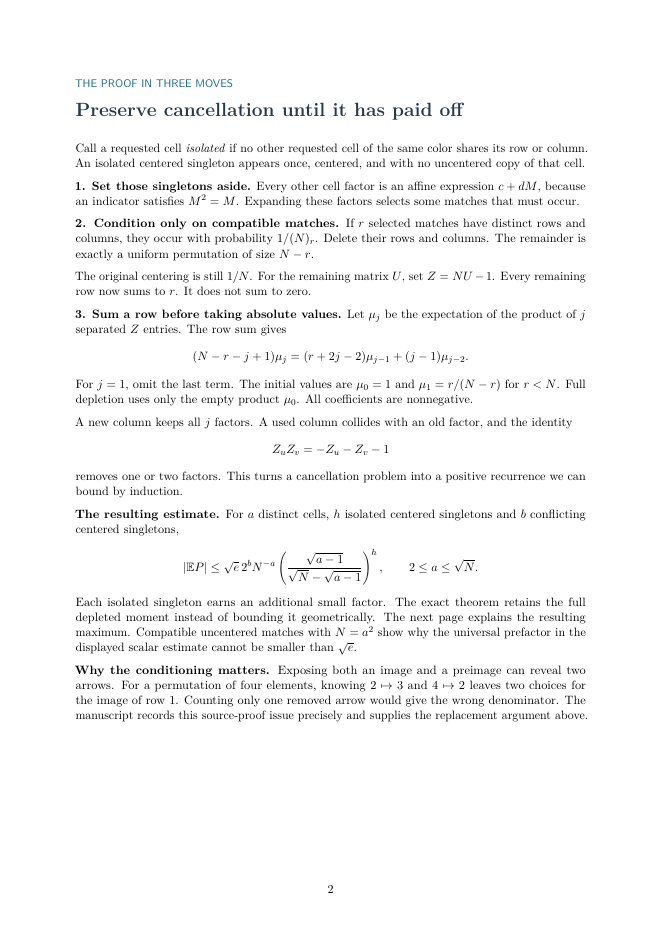 THE PROOF IN THREE MOVES
Preserve cancellation until it has paid off
Call a requested cell isolated if no other requested cell of the same color shares its row or column.
An isolated centered singleton appears once, centered, and with no uncentered copy of that cell.
1. Set those singletons aside. Every other cell factor is an affine expression c + dM, because
an indicator satisfies M² = M. Expanding these factors selects some matches that must occur.
2. Condition only on compatible matches. If r selected matches have distinct rows and
columns, they occur with probability 1/(N)ᵣ. Delete their rows and columns. The remainder is
exactly a uniform permutation of size N − r.
The original centering is still 1/N. For the remaining matrix U, set Z = NU − 1. Every remaining
row now sums to r. It does not sum to zero.
3. Sum a row before taking absolute values. Let μⱼ be the expectation of the product of j
separated Z entries. The row sum gives
(N − r − j + 1)μⱼ = (r + 2j − 2)μⱼ₋₁ + (j − 1)μⱼ₋₂.
For j = 1, omit the last term. The initial values are μ₀ = 1 and μ₁ = r/(N − r) for r < N. Full
depletion uses only the empty product μ₀. All coefficients are nonnegative.
A new column keeps all j factors. A used column collides with an old factor, and the identity
ZᵤZᵥ = −Zᵤ − Zᵥ − 1
removes one or two factors. This turns a cancellation problem into a positive recurrence we can
bound by induction.
The resulting estimate. For a distinct cells, h isolated centered singletons and b conflicting
centered singletons,
|𝔼P| ≤ √e 2ᵇN⁻ᵃ (√(a − 1) / (√N − √(a − 1)))ʰ, 2 ≤ a ≤ √N.
Each isolated singleton earns an additional small factor. The exact theorem retains the full
depleted moment instead of bounding it geometrically. The next page explains the resulting
maximum. Compatible uncentered matches with N = a² show why the universal prefactor in the
displayed scalar estimate cannot be smaller than √e.
Why the conditioning matters. Exposing both an image and a preimage can reveal two
arrows. For a permutation of four elements, knowing 2 ↦ 3 and 4 ↦ 2 leaves two choices for
the image of row 1. Counting only one removed arrow would give the wrong denominator. The
manuscript records this source-proof issue precisely and supplies the replacement argument above.
2